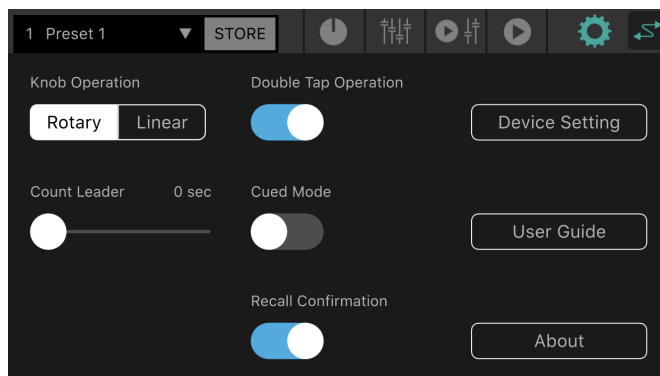 1 Preset 1 ▼ STORE
Knob Operation
Double Tap Operation
Rotary Linear
Device Setting
Count Leader 0 sec
Cued Mode
User Guide
Recall Confirmation
About